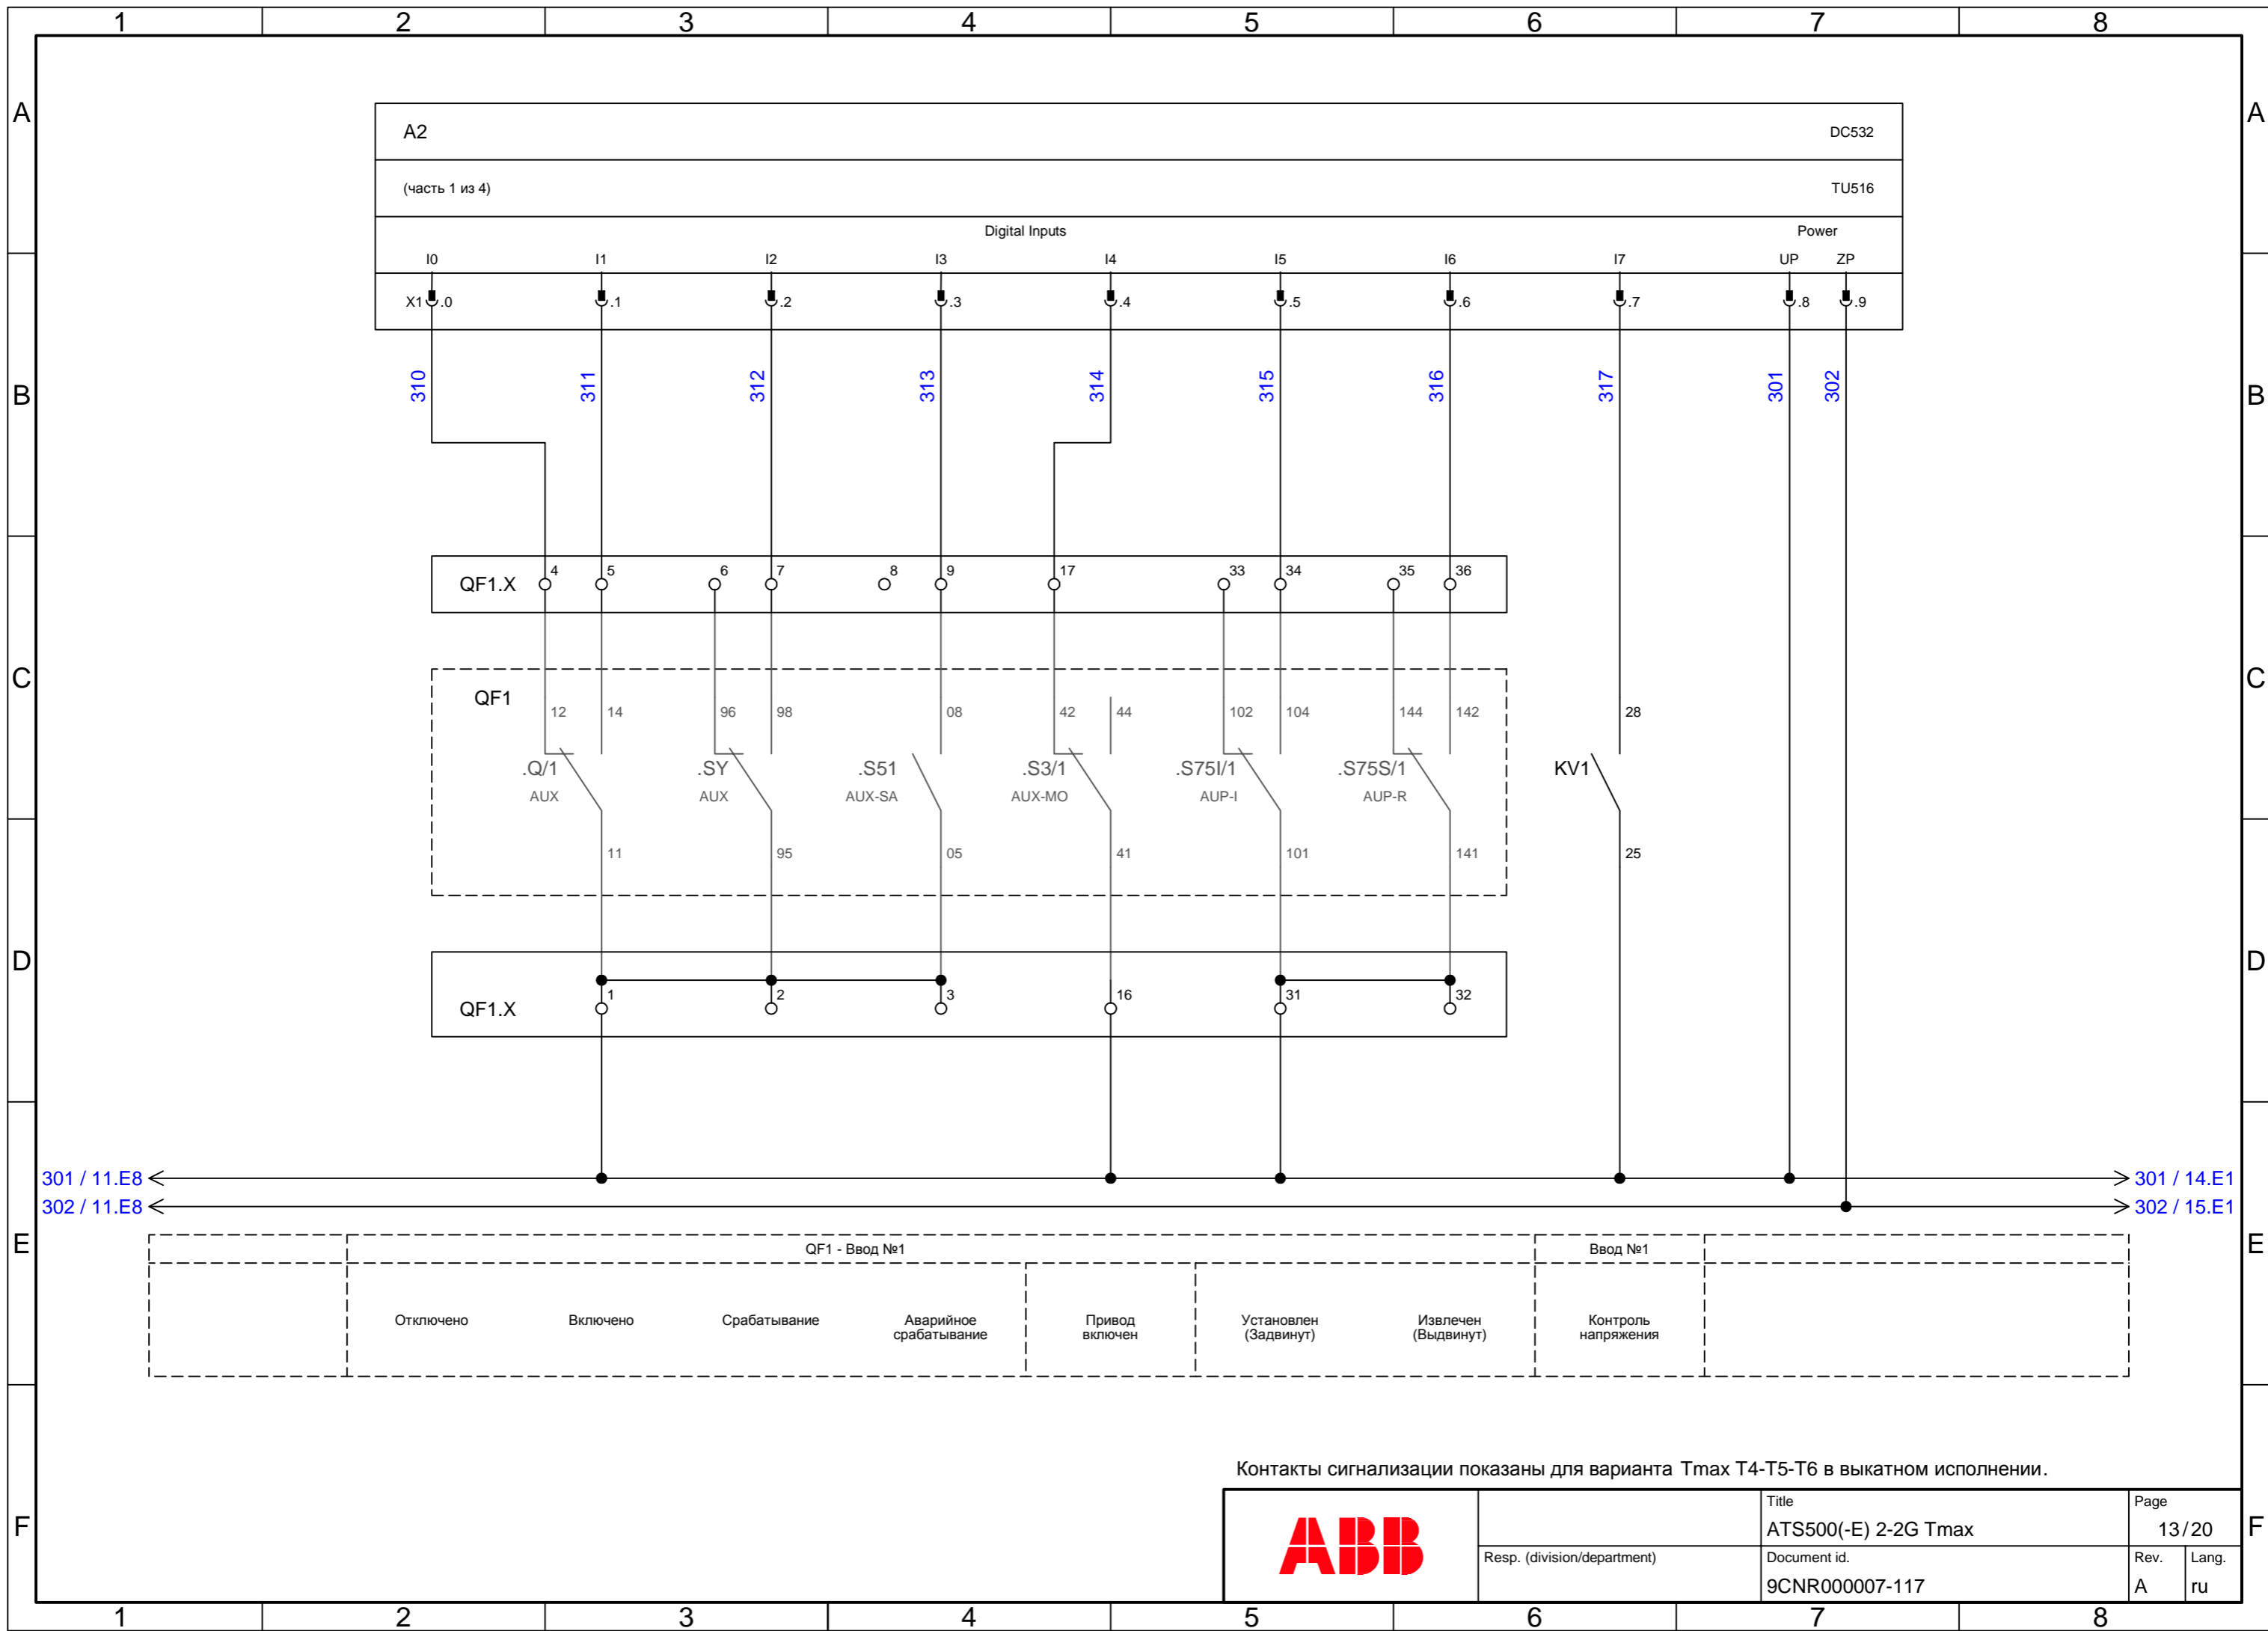 1 2 3 4 5 6 7 8
A A
A2 DC532
(часть 1 из 4) TU516
Digital Inputs Power
I0 I1 I2 I3 I4 I5 I6 I7 UP ZP
X1 .0 .1 .2 .3 .4 .5 .6 .7 .8 .9
310 311 312 313 314 315 316 317 301 302
B B
QF1.X 4 5 6 7 8 9 17 33 34 35 36
C C
QF1
12 14 96 98 08 42 44 102 104 144 142 28
.Q/1 .SY .S51 .S3/1 .S75I/1 .S75S/1 KV1
AUX AUX AUX-SA AUX-MO AUP-I AUP-R
11 95 05 41 101 141 25
D D
QF1.X 1 2 3 16 31 32
301 / 11.E8 301 / 14.E1
302 / 11.E8 302 / 15.E1
E E
QF1 - Ввод №1 Ввод №1
Отключено Включено Срабатывание Аварийное срабатывание Привод включен Установлен (Задвинут) Извлечен (Выдвинут) Контроль напряжения
Контакты сигнализации показаны для варианта Tmax T4-T5-T6 в выкатном исполнении.
F F
ABB
Title Page
ATS500(-E) 2-2G Tmax 13/20
Resp. (division/department) Document id. Rev. Lang.
9CNR000007-117 A ru
1 2 3 4 5 6 7 8